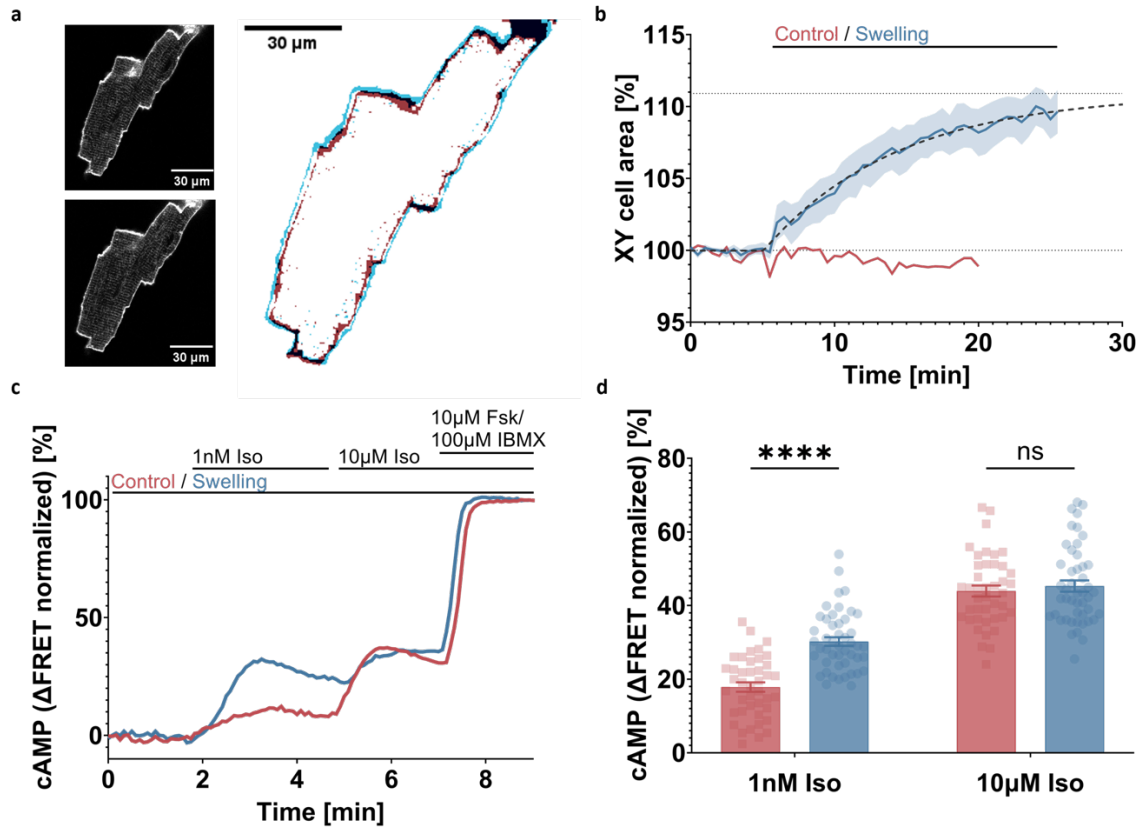 a
30 µm
30 µm
30 µm
b
XY cell area [%]
115
110
105
100
95
Control / Swelling
0
10
20
30
Time [min]
c
cAMP (ΔFRET normalized) [%]
10µM Fsk/
100µM IBMX
1nM Iso
10µM Iso
Control / Swelling
100
50
0
0
2
4
6
8
Time [min]
d
cAMP (ΔFRET normalized) [%]
80
60
40
20
0
****
ns
1nM Iso
10µM Iso